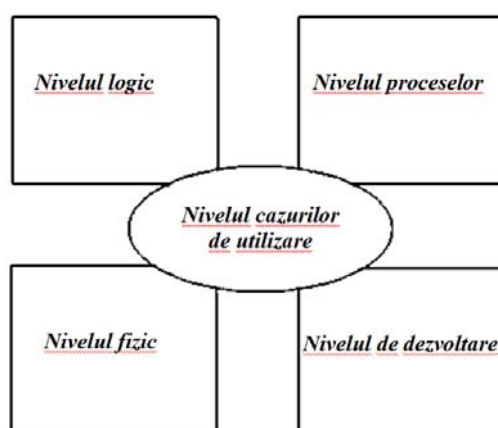 Nivelul logic
Nivelul proceselor
Nivelul cazurilor
de utilizare
Nivelul fizic
Nivelul de dezvoltare